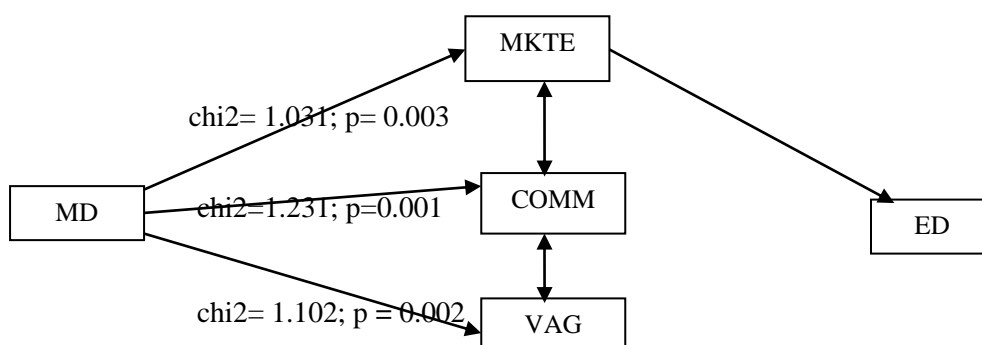 MKTE
chi2= 1.031; p= 0.003
MD
chi2=1.231; p=0.001
COMM
ED
chi2= 1.102; p = 0.002
VAG